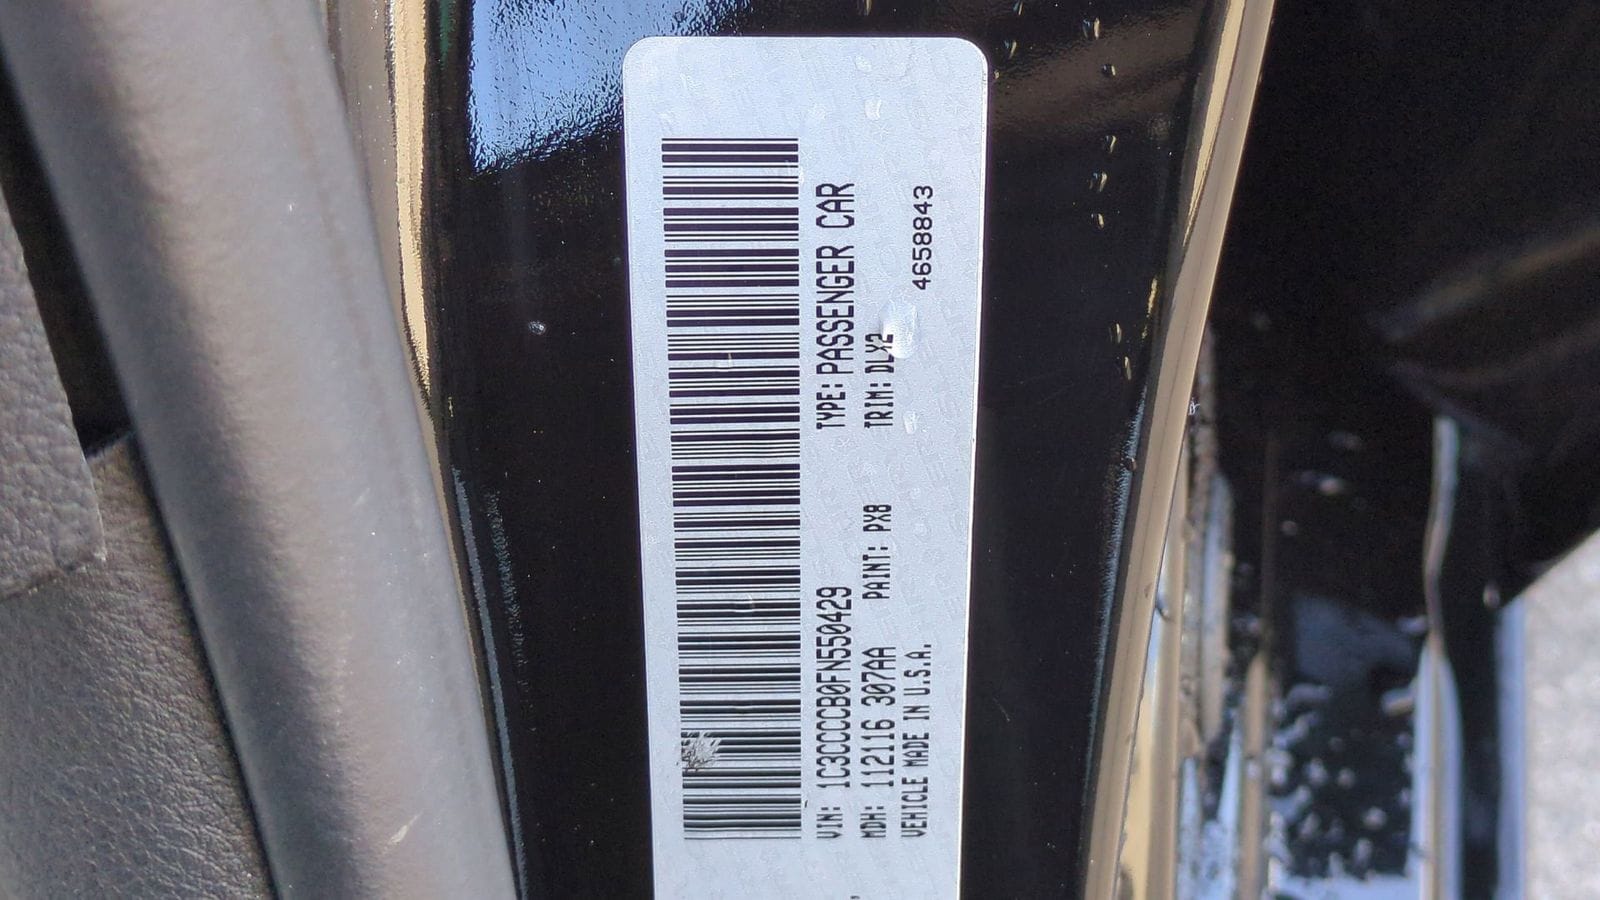 VIN: 1C3CCCCB0FN550429 TYPE: PASSENGER CAR
MDH: 112116 307AA PAINT: PX8 TRIM: DLX2
VEHICLE MADE IN U.S.A. 4658843